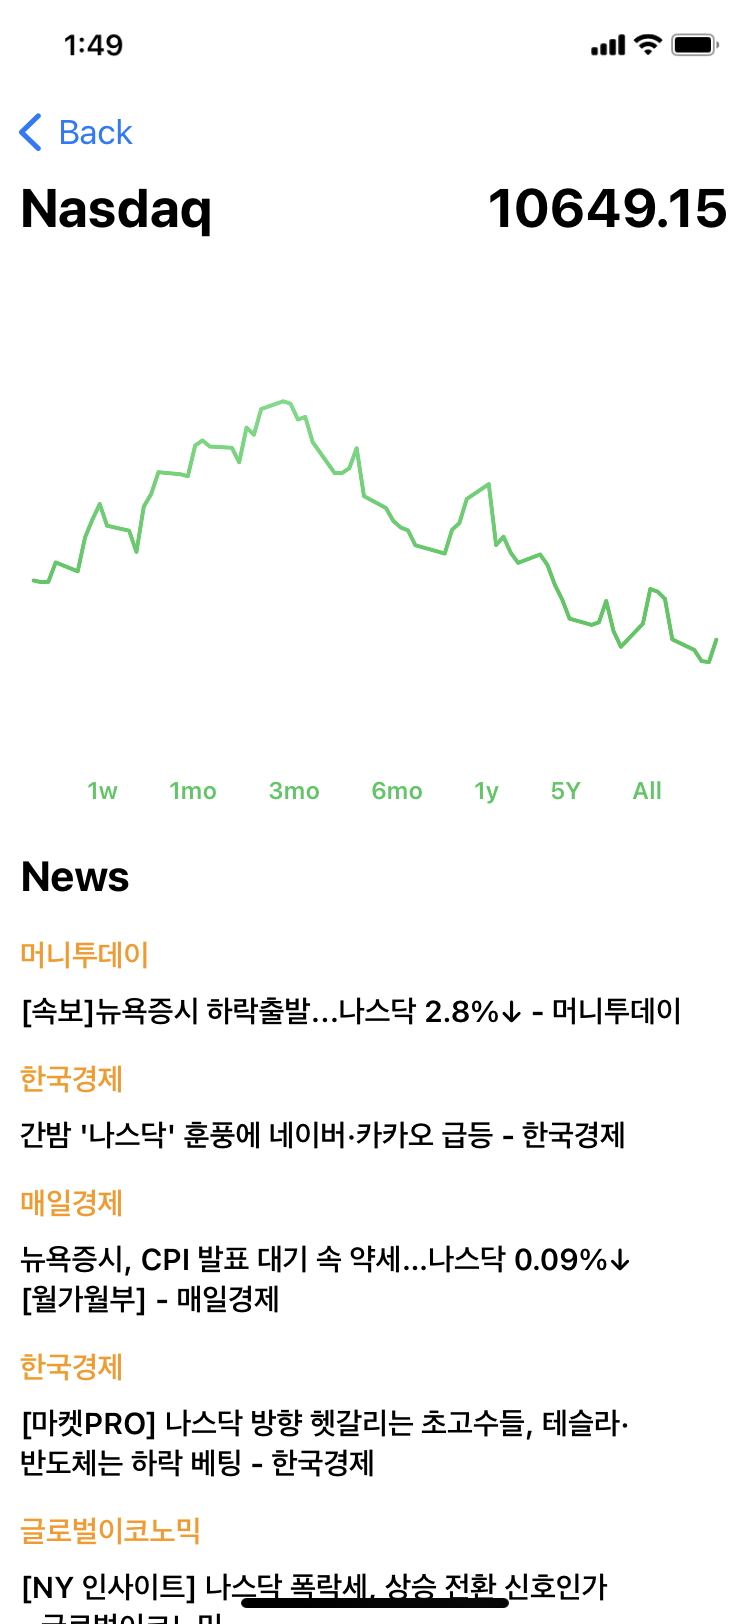 1:49
Back
Nasdaq 10649.15
1w 1mo 3mo 6mo 1y 5Y All
News
머니투데이
[속보]뉴욕증시 하락출발...나스닥 2.8%↓ - 머니투데이
한국경제
간밤 '나스닥' 훈풍에 네이버·카카오 급등 - 한국경제
매일경제
뉴욕증시, CPI 발표 대기 속 약세...나스닥 0.09%↓
[월가월부] - 매일경제
한국경제
[마켓PRO] 나스닥 방향 헷갈리는 초고수들, 테슬라·
반도체는 하락 베팅 - 한국경제
글로벌이코노믹
[NY 인사이트] 나스닥 폭락세, 상승 전환 신호인가
- 글로벌이코노믹